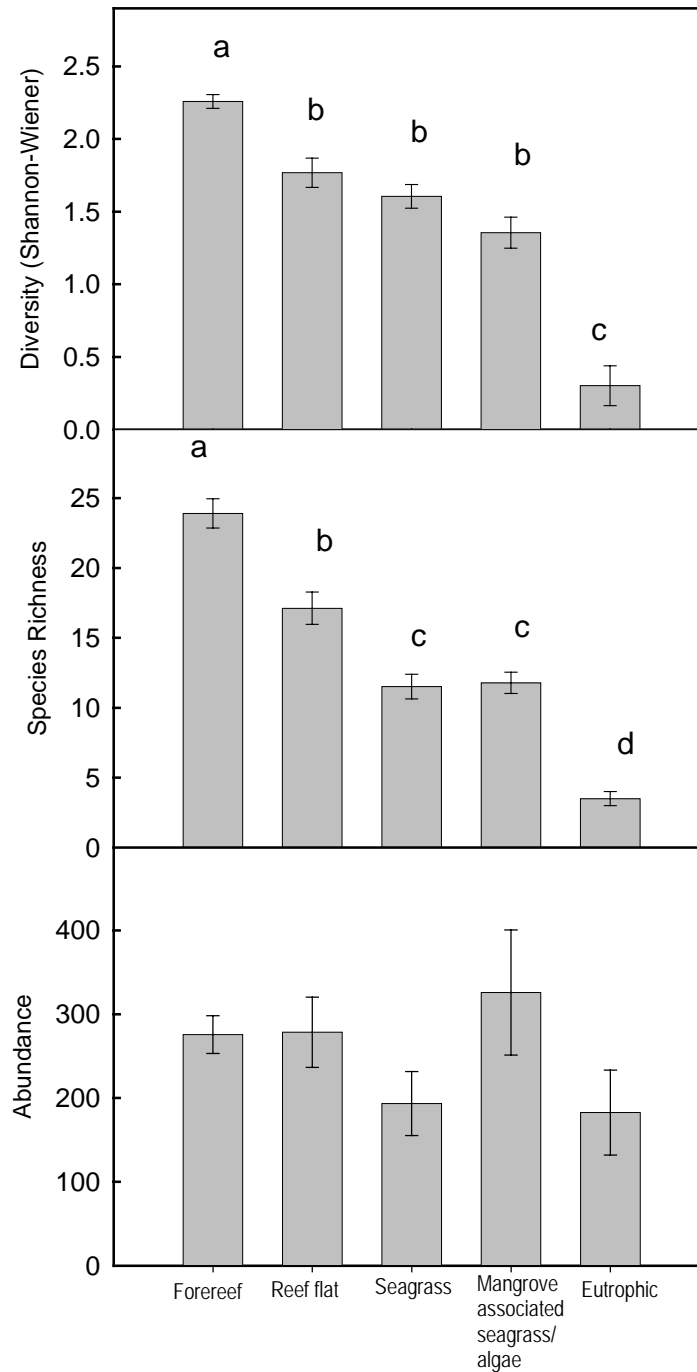 Diversity (Shannon-Wiener)
2.5
2.0
1.5
1.0
0.5
0.0
a
b
b
b
c
Species Richness
25
20
15
10
5
0
a
b
c
c
d
Abundance
400
300
200
100
0
Forereef
Reef flat
Seagrass
Mangrove
associated
seagrass/
algae
Eutrophic